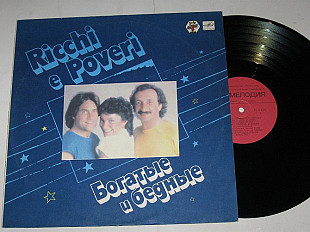 Ricchi
e Poveri
Богатые
и бедные
МЕЛОДИЯ